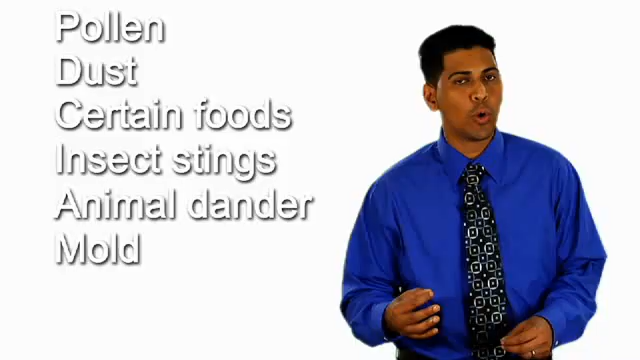 Pollen
Dust
Certain foods
Insect stings
Animal dander
Mold